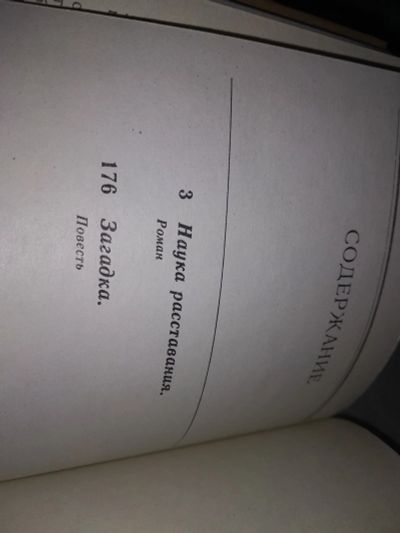 СОДЕРЖАНИЕ
3 Наука расставания.
Роман
176 Загадка.
Повесть